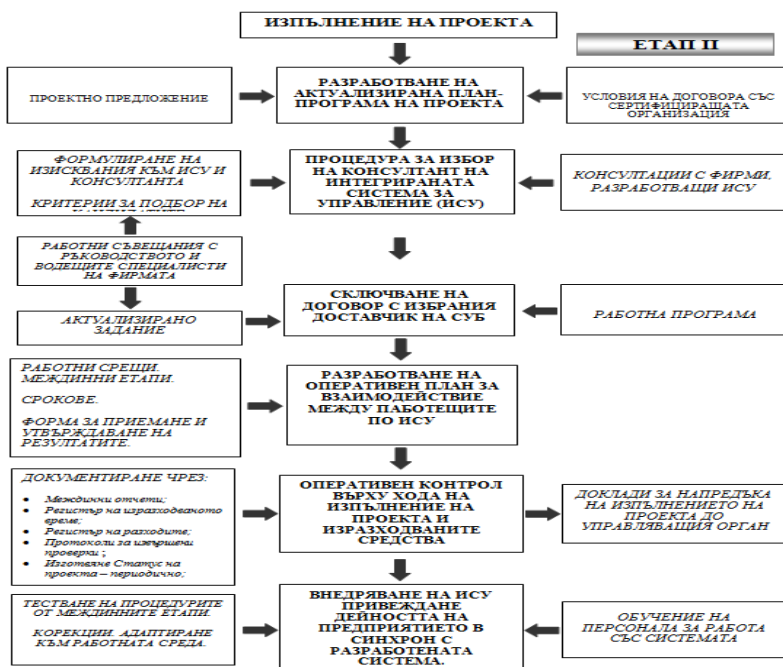 ИЗПЪЛНЕНИЕ НА ПРОЕКТА
ЕТАП II
ПРОЕКТНО ПРЕДЛОЖЕНИЕ
РАЗРАБОТВАНЕ НА
АКТУАЛИЗИРАНА ПЛАН-
ПРОГРАМА НА ПРОЕКТА
УСЛОВИЯ НА ДОГОВОРА СЪС
СЕРТИФИЦИРАЩАТА
ОРГАНИЗАЦИЯ
ФОРМУЛИРАНЕ НА
ИЗИСКВАНИЯ КЪМ ИСУ И
КОНСУЛТАНТА
КРИТЕРИИ ЗА ПОДБОР НА
ПРОЦЕДУРА ЗА ИЗБОР
НА КОНСУЛТАНТ НА
ИНТЕГРИРАНАТА
СИСТЕМА ЗА
УПРАВЛЕНИЕ (ИСУ)
КОНСУЛТАЦИИ С ФИРМИ,
РАЗРАБОТВАЩИ ИСУ
РАБОТНИ СЪВЕЩАНИЯ С
РЪКОВОДСТВОТО И
ВОДЕЩИТЕ СПЕЦИАЛИСТИ
НА ФИРМАТА
АКТУАЛИЗИРАНО
ЗАДАНИЕ
СКЛЮЧВАНЕ НА
ДОГОВОР С ИЗБРАНИЯ
ДОСТАВЧИК НА СУБ
РАБОТНА ПРОГРАМА
РАБОТНИ СРЕЩИ.
МЕЖДИННИ ЕТАПИ.
СРОКОВЕ.
ФОРМА ЗА ПРИЕМАНЕ И
УТВЪРЖДАВАНЕ НА
РЕЗУЛТАТИТЕ.
РАЗРАБОТВАНЕ НА
ОПЕРАТИВЕН ПЛАН ЗА
ВЗАИМОДЕЙСТВИЕ
МЕЖДУ ПАБОТЕЩИТЕ
ПО ИСУ
ДОКУМЕНТИРАНЕ ЧРЕЗ:
• Междинни отчети;
• Регистър на изразходваното
време;
• Регистър на разходите;
• Протоколи за извършени
проверки ;
• Изготвяне Статус на
проекта – периодично;
ОПЕРАТИВЕН КОНТРОЛ
ВЪРХУ ХОДА НА
ИЗПЪЛНЕНИЕ НА
ПРОЕКТА И
ИЗРАЗХОДВАНИТЕ
СРЕДСТВА
ДОКЛАДИ ЗА НАПРЕДЪКА
НА ИЗПЪЛНЕНИЕТО НА
ПРОЕКТА ДО
УПРАВЛЯВАЩИЯ ОРГАН
ТЕСТВАНЕ НА ПРОЦЕДУРИТЕ
ОТ МЕЖДИННИТЕ ЕТАПИ.
КОРЕКЦИИ. АДАПТИРАНЕ
КЪМ РАБОТНАТА СРЕДА.
ВНЕДРЯВАНЕ НА ИСУ
ПРИВЕЖДАНЕ
ДЕЙНОСТТА НА
ПРЕДПРИЯТИЕТО В
СИНХРОН С
РАЗРАБОТЕНАТА
СИСТЕМА.
ОБУЧЕНИЕ НА
ПЕРСОНАЛА ЗА РАБОТА
СЪС СИСТЕМАТА